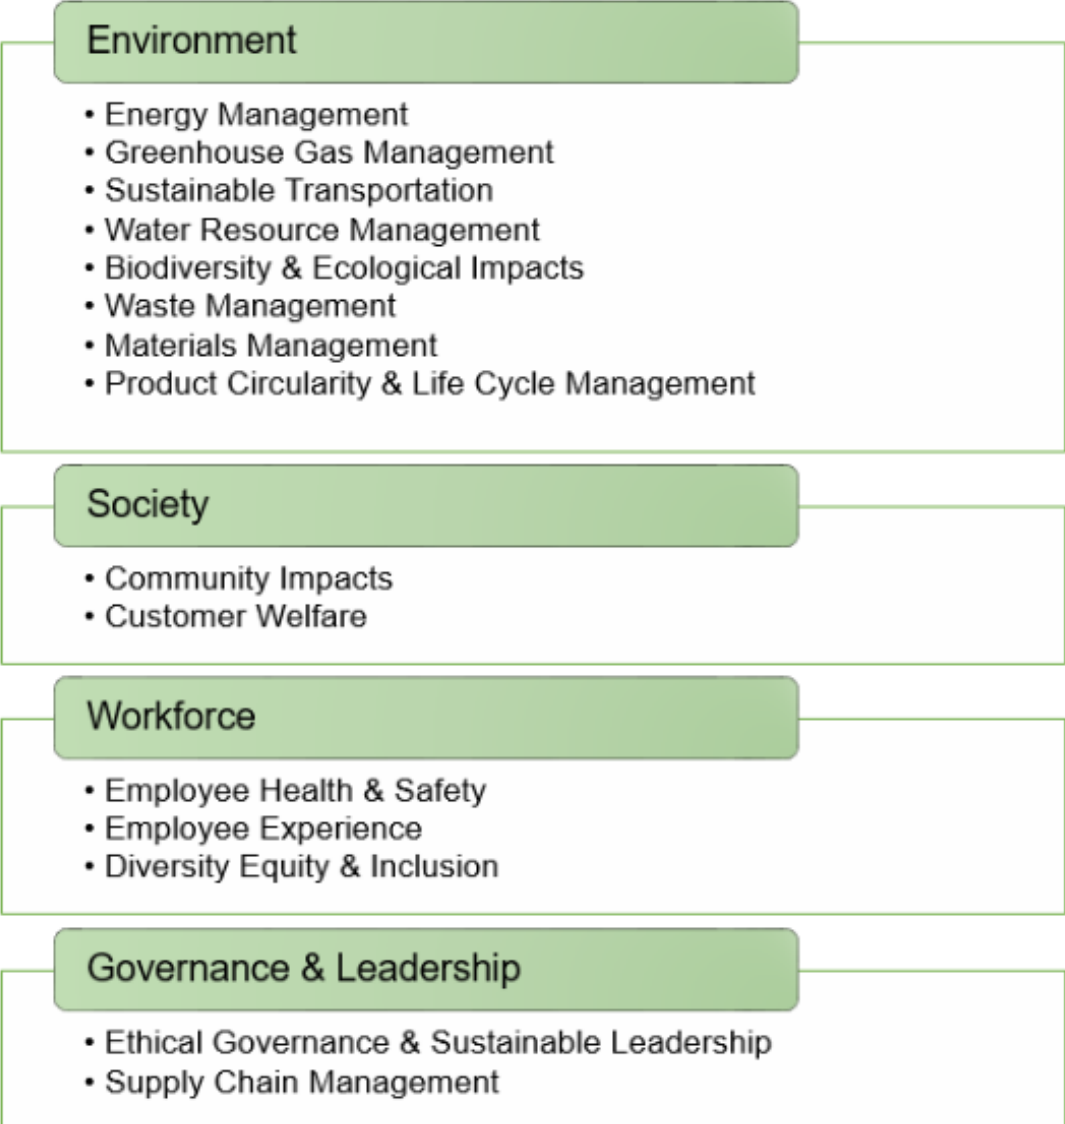 Environment
• Energy Management
• Greenhouse Gas Management
• Sustainable Transportation
• Water Resource Management
• Biodiversity & Ecological Impacts
• Waste Management
• Materials Management
• Product Circularity & Life Cycle Management
Society
• Community Impacts
• Customer Welfare
Workforce
• Employee Health & Safety
• Employee Experience
• Diversity Equity & Inclusion
Governance & Leadership
• Ethical Governance & Sustainable Leadership
• Supply Chain Management